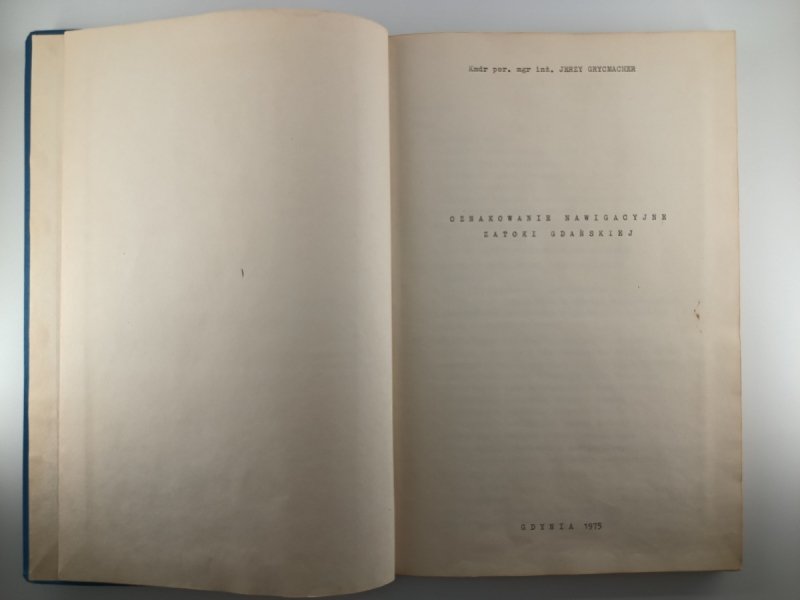 Kmdr por. mgr inż. JERZY GRYCMACHER
OZNAKOWANIE NAWIGACYJNE
ZATOKI GDAŃSKIEJ
GDYNIA 1975